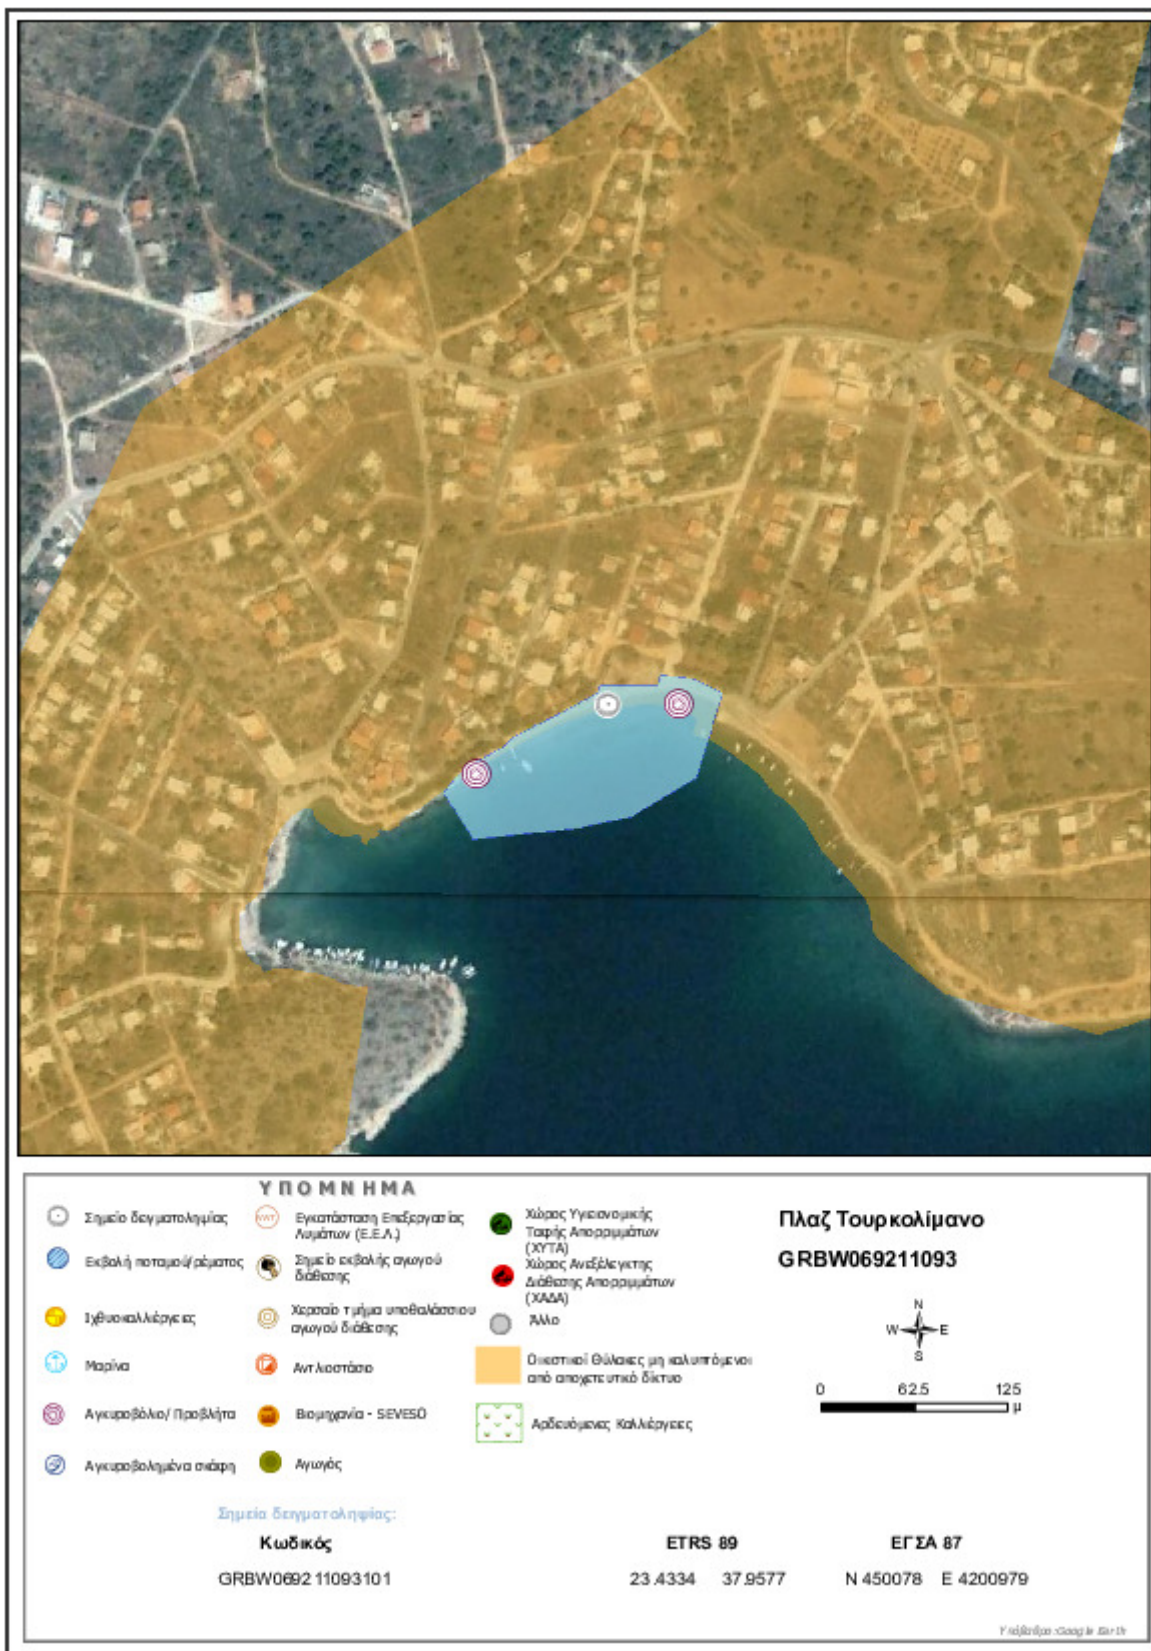 ΥΠΟΜΝΗΜΑ
Σημείο δειγματοληψίας
Εκβολή ποταμού/ρέματος
Ιχθυοκαλλιέργειες
Μαρίνα
Αγκυροβόλιο/ Προβλήτα
Αγκυροβολημένα σκάφη
Εγκατάσταση Επεξεργασίας
Λυμάτων (Ε.Ε.Λ.)
Σημείο εκβολής αγωγού
διάθεσης
Χερσαίο τμήμα υποθαλάσσιου
αγωγού διάθεσης
Αντλιοστάσιο
Βιομηχανία - SEVESO
Αγωγός
Χώρος Υγειονομικής
Ταφής Απορριμμάτων
(ΧΥΤΑ)
Χώρος Ανεξέλεγκτης
Διάθεσης Απορριμμάτων
(ΧΑΔΑ)
Άλλο
Οικιστικοί Θύλακες μη καλυπτόμενοι
από αποχετευτικό δίκτυο
Αρδευόμενες Καλλιέργειες
Πλαζ Τουρκολίμανο
GRBW069211093
N
W E
S
0 62.5 125
μ
Σημεία δειγματοληψίας:
Κωδικός ETRS 89 ΕΓΣΑ 87
GRBW069211093101 23.4334 37.9577 N 450078 E 4200979
Υπόβαθρο:Google Earth